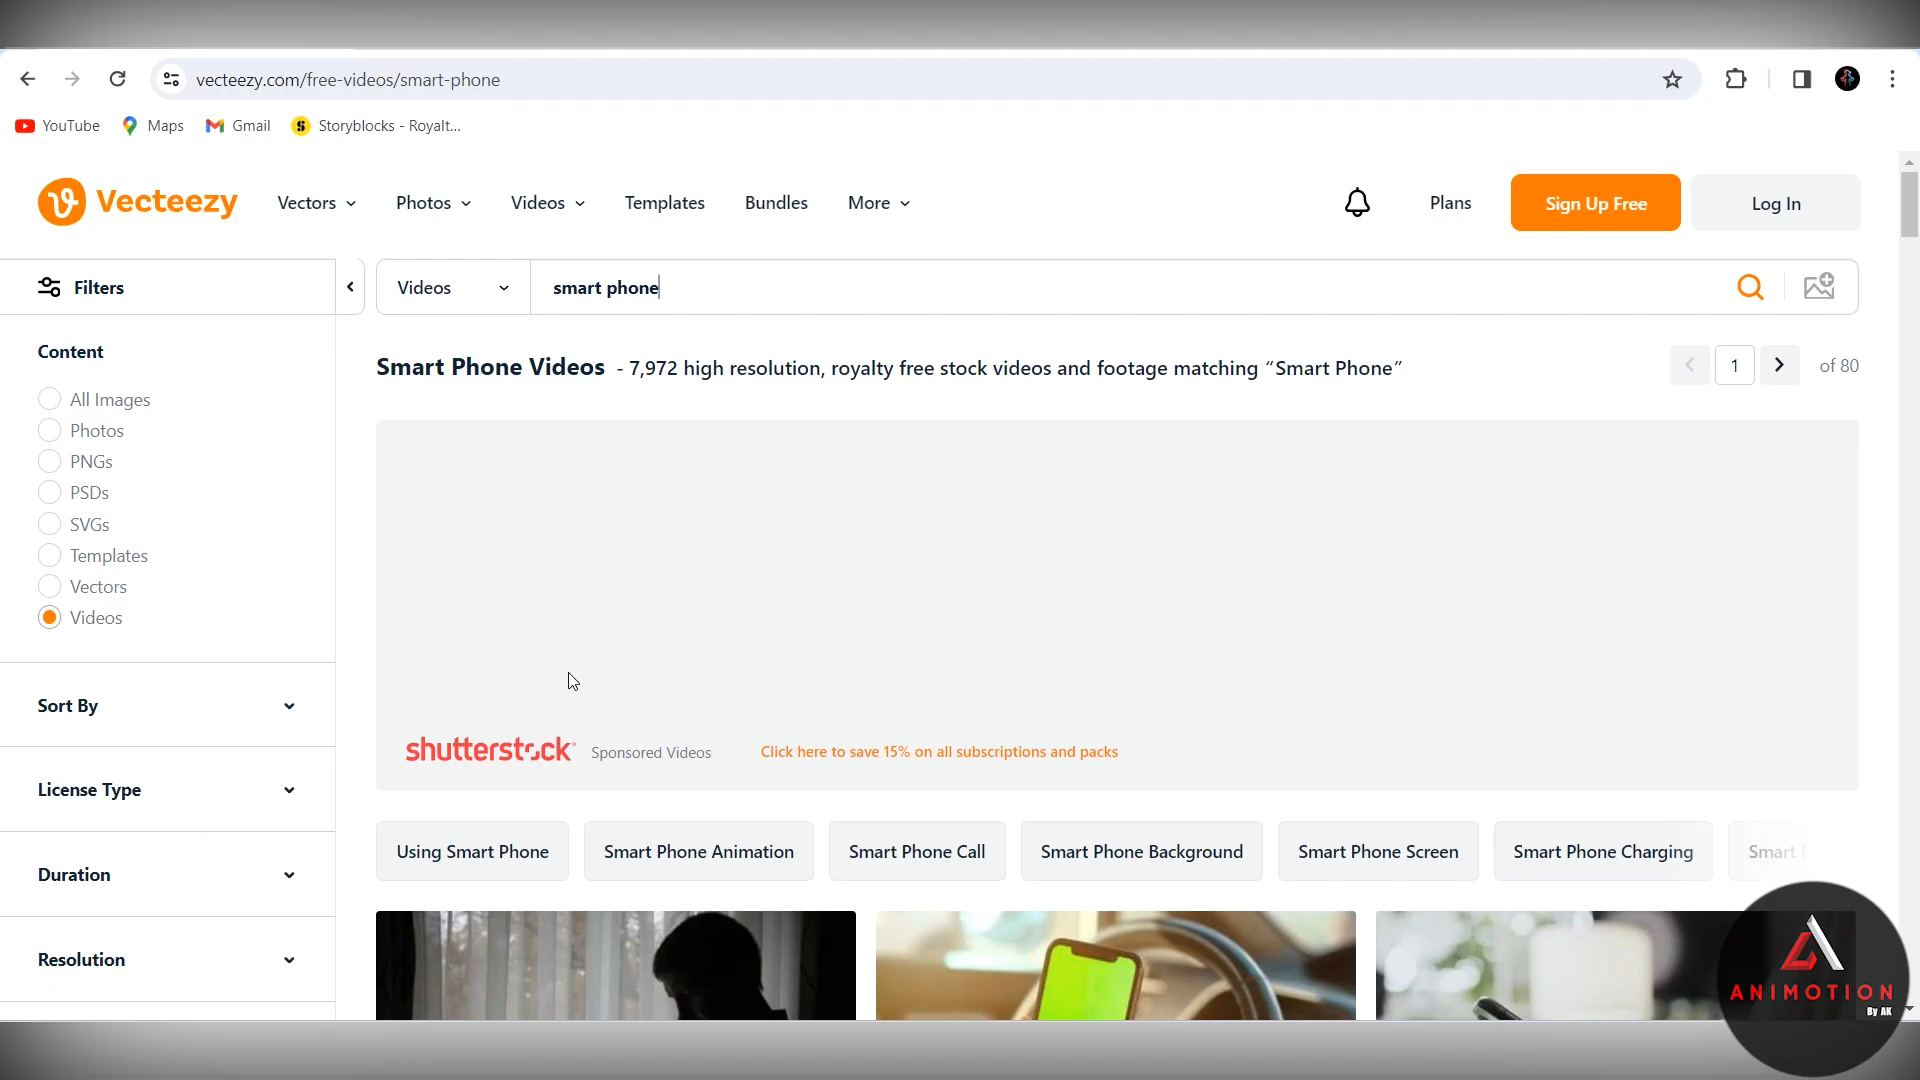 vecteezy.com/free-videos/smart-phone
YouTube Maps Gmail Storyblocks - Royalt...
Vecteezy Vectors Photos Videos Templates Bundles More Plans Sign Up Free Log In
Filters Videos smart phone
Content
Smart Phone Videos - 7,972 high resolution, royalty free stock videos and footage matching “Smart Phone” 1 of 80
All Images
Photos
PNGs
PSDs
SVGs
Templates
Vectors
Videos
Sort By
shutterstock Sponsored Videos Click here to save 15% on all subscriptions and packs
License Type
Using Smart Phone Smart Phone Animation Smart Phone Call Smart Phone Background Smart Phone Screen Smart Phone Charging Smart
Duration
Resolution
ANIMOTION
By AK